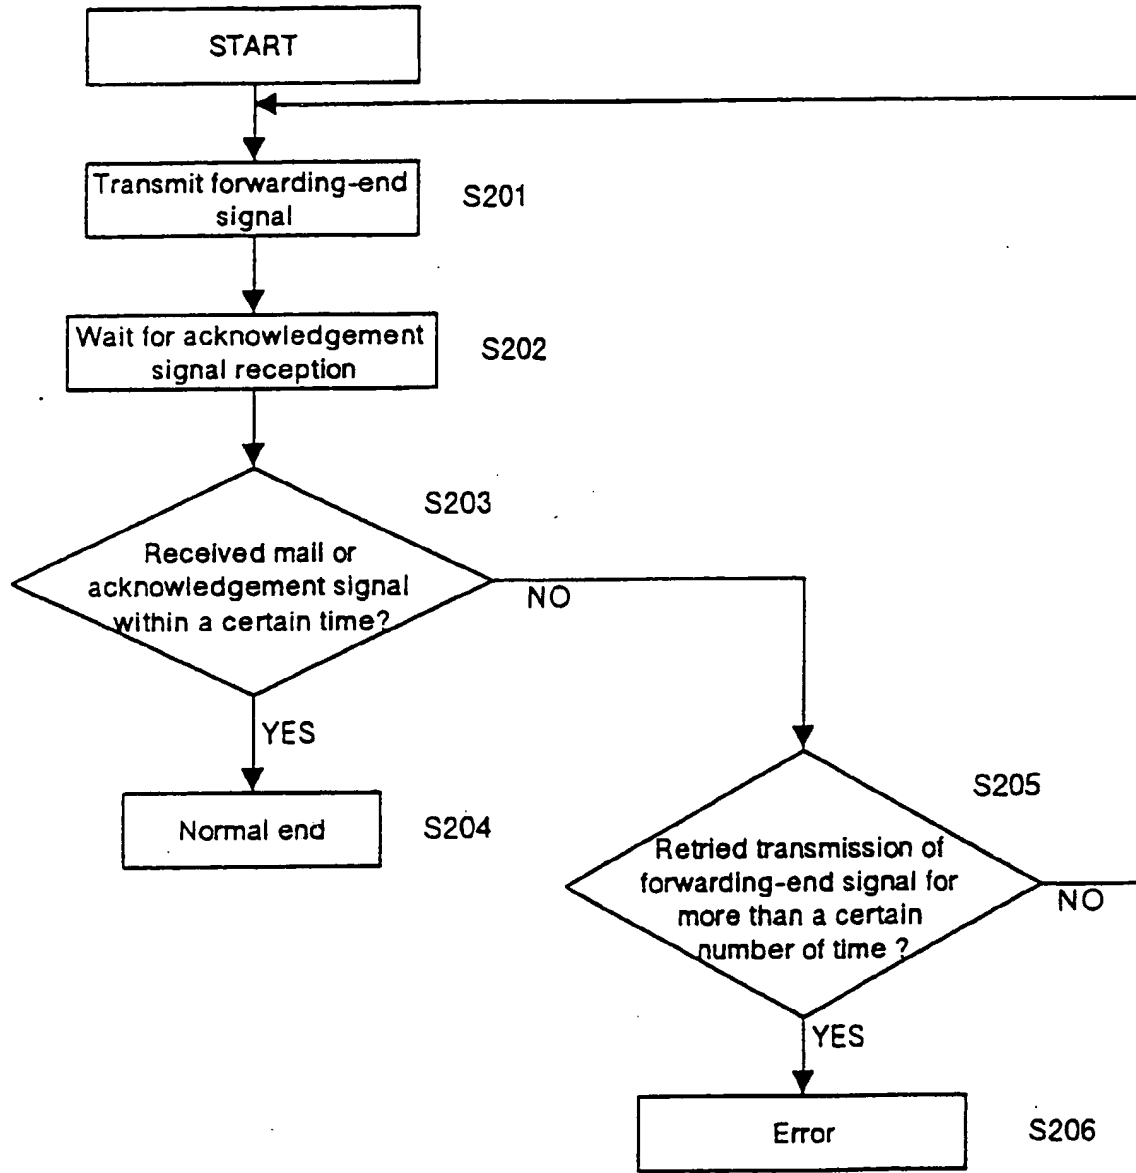 START
Transmit forwarding-end
signal
S201
Wait for acknowledgement
signal reception
S202
S203
Received mail or
acknowledgement signal
within a certain time?
NO
YES
Normal end
S204
S205
Retried transmission of
forwarding-end signal for
more than a certain
number of time ?
NO
YES
Error
S206